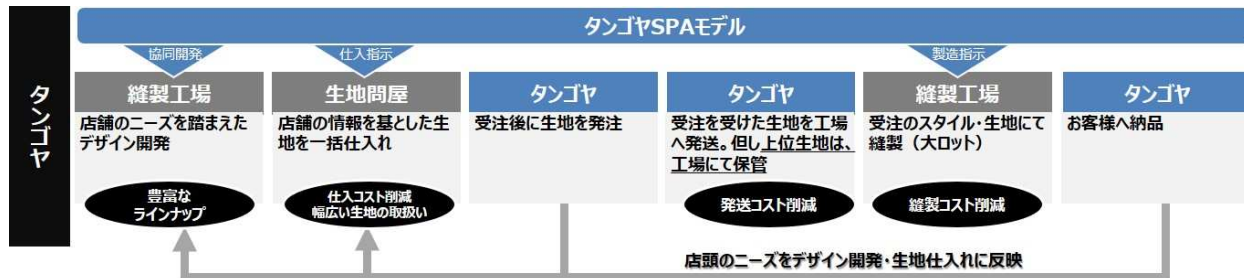 タンゴヤSPAモデル
タンゴヤ
協同開発
仕入指示
製造指示
縫製工場
店舗のニーズを踏まえた
デザイン開発
豊富な
ラインナップ
生地問屋
店舗の情報を基とした生
地を一括仕入れ
仕入コスト削減
幅広い生地の取扱い
タンゴヤ
受注後に生地を発注
タンゴヤ
受注を受けた生地を工場
へ発送。但し上位生地は、
工場にて保管
発送コスト削減
縫製工場
受注のスタイル・生地にて
縫製（大ロット）
縫製コスト削減
タンゴヤ
お客様へ納品
店頭のニーズをデザイン開発・生地仕入れに反映